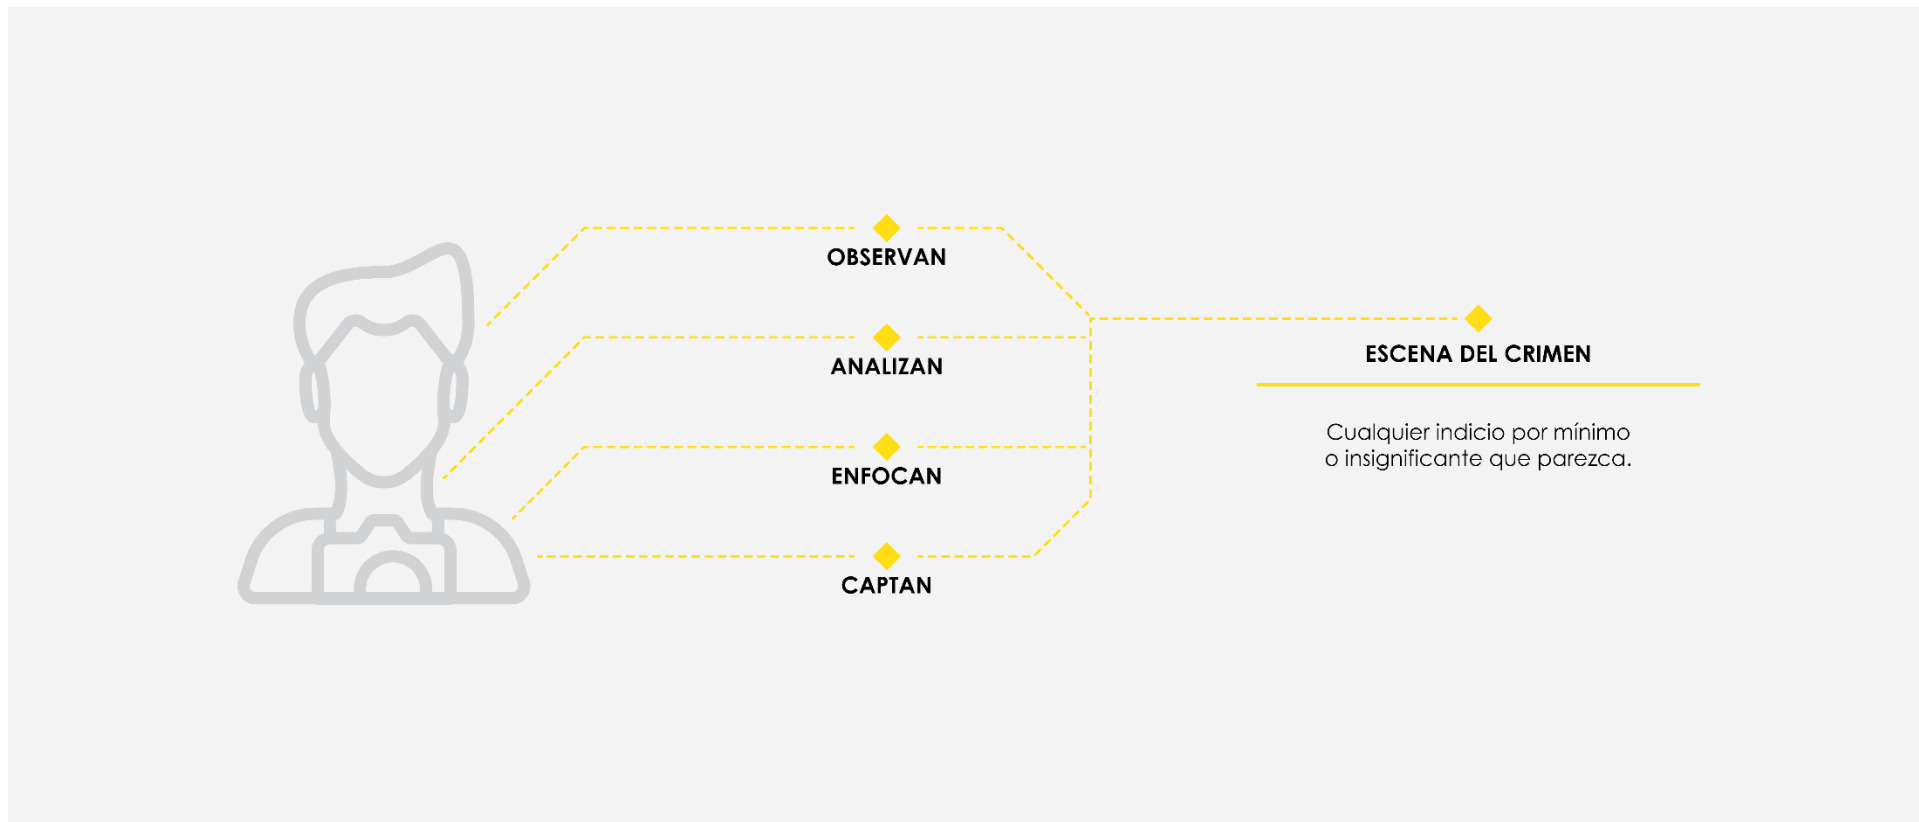 OBSERVAN
ANALIZAN
ENFOCAN
CAPTAN
ESCENA DEL CRIMEN
Cualquier indicio por mínimo
o insignificante que parezca.